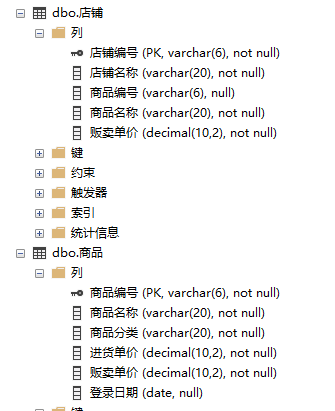 dbo.店铺
列
店铺编号 (PK, varchar(6), not null)
店铺名称 (varchar(20), not null)
商品编号 (varchar(6), null)
商品名称 (varchar(20), not null)
贩卖单价 (decimal(10,2), not null)
键
约束
触发器
索引
统计信息
dbo.商品
列
商品编号 (PK, varchar(6), not null)
商品名称 (varchar(20), not null)
商品分类 (varchar(20), not null)
进货单价 (decimal(10,2), not null)
贩卖单价 (decimal(10,2), not null)
登录日期 (date, null)